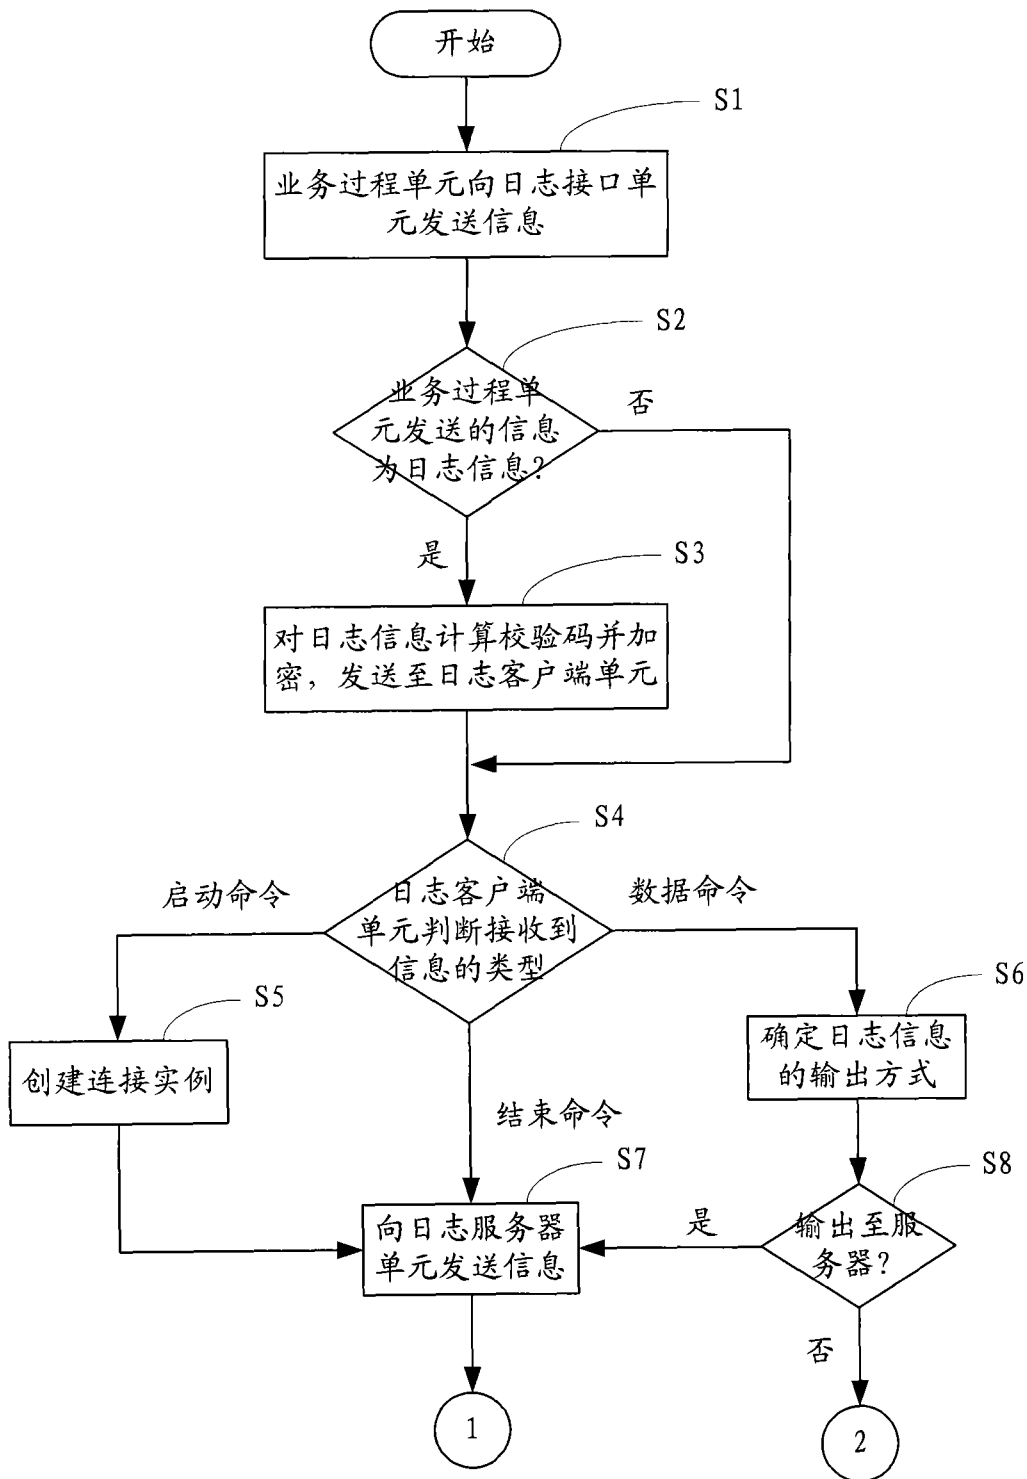 开始
S1
业务过程单元向日志接口单
元发送信息
S2
业务过程单
元发送的信息
为日志信息?
否
是
S3
对日志信息计算校验码并加
密，发送至日志客户端单元
S4
启动命令
日志客户端
单元判断接收到
信息的类型
数据命令
S5
创建连接实例
S6
确定日志信息
的输出方式
结束命令
S7
向日志服务器
单元发送信息
是
S8
输出至服
务器?
否
1
2